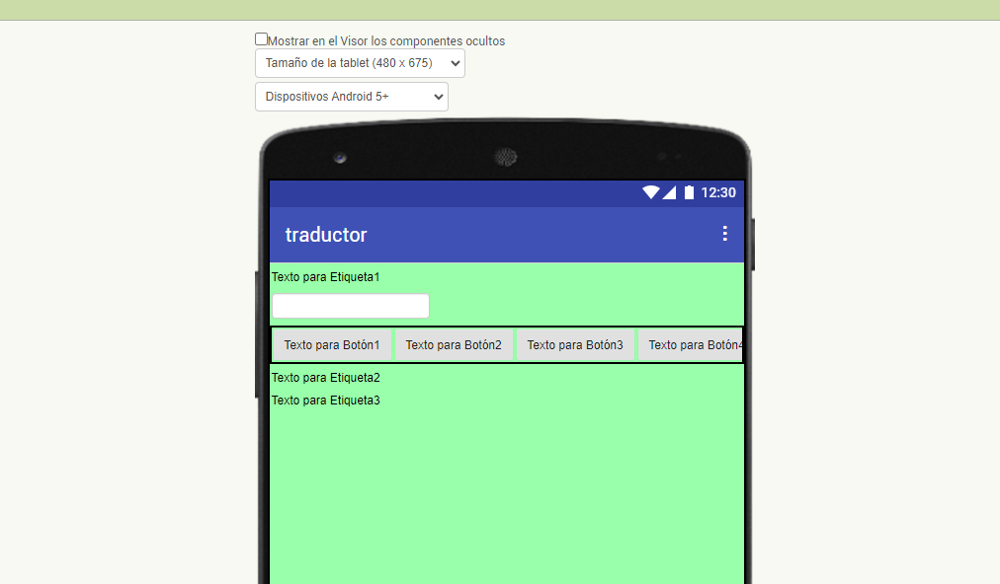 Mostrar en el Visor los componentes ocultos
Tamaño de la tablet (480 x 675)
Dispositivos Android 5+
12:30
traductor
Texto para Etiqueta1
Texto para Botón1 Texto para Botón2 Texto para Botón3 Texto para Botón4
Texto para Etiqueta2
Texto para Etiqueta3